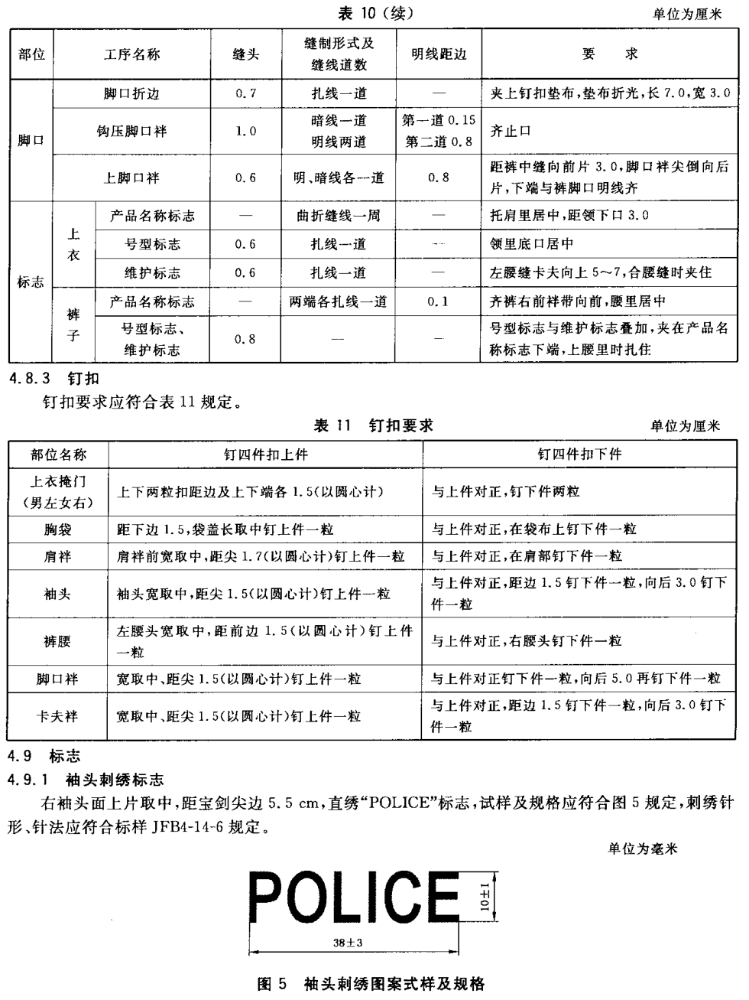 表 10（续）
单位为厘米
部位 工序名称 缝头 缝制形式及缝线道数 明线距边 要 求
脚口
脚口折边 0.7 扎线一道 — 夹上钉扣垫布,垫布折光,长7.0,宽3.0
钩压脚口袢 1.0 暗线一道 第一道0.15 齐止口
明线两道 第二道0.8
上脚口袢 0.6 明、暗线各一道 0.8 距裤中缝向前片3.0,脚口袢尖倒向后
片,下端与裤脚口明线齐
标志
上衣
产品名称标志 — 曲折缝线一周 — 托肩里居中,距领下口3.0
号型标志 0.6 扎线一道 — 领里底口居中
维护标志 0.6 扎线一道 — 左腰缝卡夫向上5～7,合腰缝时夹住
裤子
产品名称标志 — 两端各扎线一道 0.1 齐裤右前袢带向前,腰里居中
号型标志、 0.8 — — 号型标志与维护标志叠加,夹在产品名
维护标志 称标志下端,上腰里时扎住
4.8.3 钉扣
钉扣要求应符合表11规定。
表 11 钉扣要求
单位为厘米
部位名称 钉四件扣上件 钉四件扣下件
上衣掩门
（男左女右） 上下两粒扣距边及上下端各1.5(以圆心计) 与上件对正,钉下件两粒
胸袋 距下边1.5,袋盖长取中钉上件一粒 与上件对正,在袋布上钉下件一粒
肩袢 肩袢前宽取中,距尖1.7(以圆心计)钉上件一粒 与上件对正,在肩部钉下件一粒
袖头 袖头宽取中,距尖1.5(以圆心计)钉上件一粒 与上件对正,距边1.5钉下件一粒,向后3.0钉下
件一粒
裤腰 左腰头宽取中,距前边1.5(以圆心计)钉上件
一粒 与上件对正,右腰头钉下件一粒
脚口袢 宽取中、距尖1.5(以圆心计)钉上件一粒 与上件对正钉下件一粒,向后5.0再钉下件一粒
卡夫袢 宽取中、距尖1.5(以圆心计)钉上件一粒 与上件对正,距边1.5钉下件一粒,向后3.0钉下
件一粒
4.9 标志
4.9.1 袖头刺绣标志
右袖头面上片取中,距宝剑尖边5.5 cm,直绣“POLICE”标志,试样及规格应符合图5规定,刺绣针
形、针法应符合标样JFB4-14-6规定。
单位为毫米
POLICE
10±1
38±3
图 5 袖头刺绣图案式样及规格